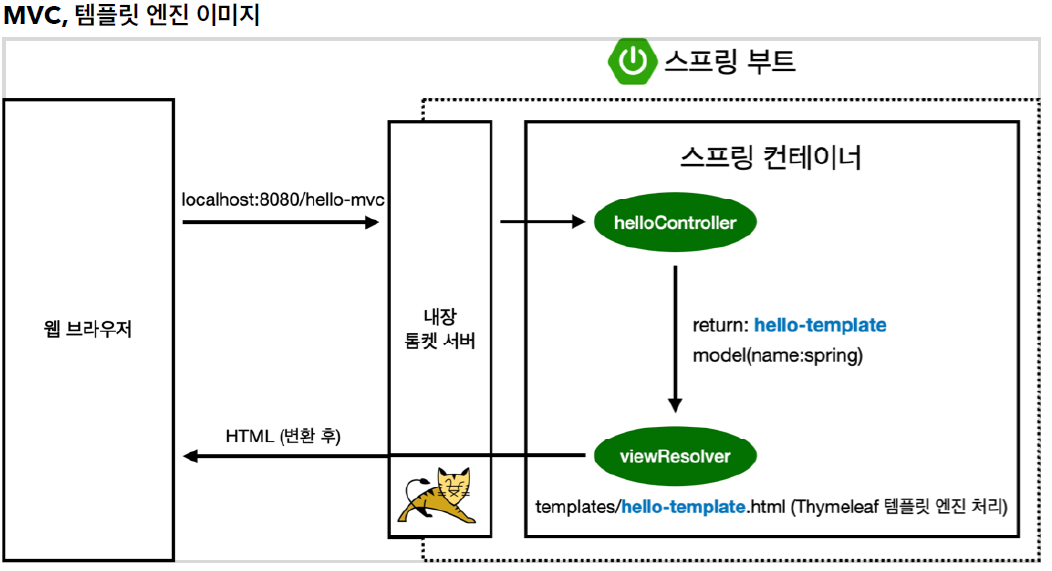 MVC, 템플릿 엔진 이미지
스프링 부트
스프링 컨테이너
localhost:8080/hello-mvc
helloController
웹 브라우저
내장
톰켓 서버
return: hello-template
model(name:spring)
HTML (변환 후)
viewResolver
templates/hello-template.html (Thymeleaf 템플릿 엔진 처리)